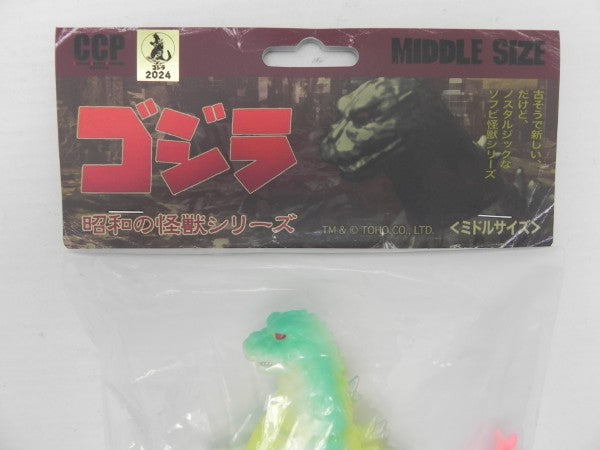 CCP
ゴジラ
2024
MIDDLE SIZE
ゴジラ
古そうで新しい、
だけど、
ノスタルジックな
ソフビ怪獣シリーズ
昭和の怪獣シリーズ
TM & © TOHO.CO., LTD.
<ミドルサイズ>